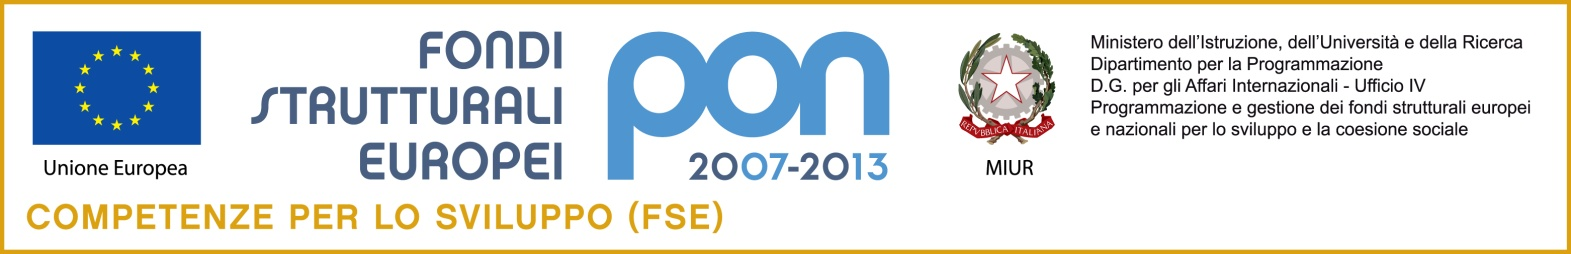 Unione Europea
FONDI
STRUTTURALI
EUROPEI
pon
2007-2013
REPVBBLICA ITALIANA
MIUR
Ministero dell'Istruzione, dell'Università e della Ricerca
Dipartimento per la Programmazione
D.G. per gli Affari Internazionali - Ufficio IV
Programmazione e gestione dei fondi strutturali europei
e nazionali per lo sviluppo e la coesione sociale
COMPETENZE PER LO SVILUPPO (FSE)